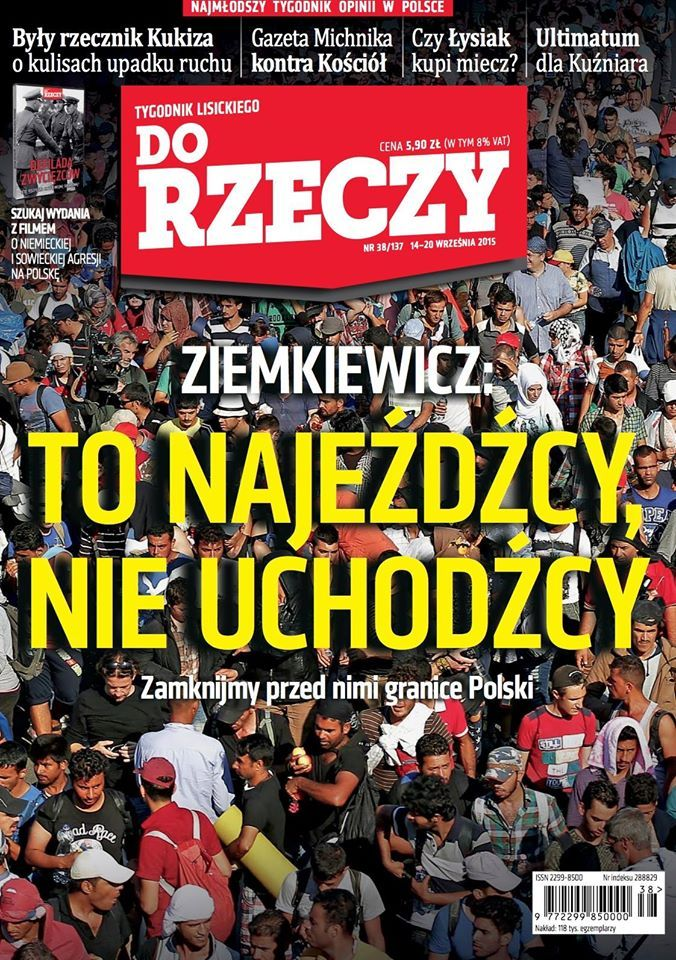 NAJMŁODSZY TYGODNIK OPINII W POLSCE
Były rzecznik Kukiza
o kulisach upadku ruchu
Gazeta Michnika
kontra Kościół
Czy Łysiak
kupi miecz?
Ultimatum
dla Kuźniara
TYGODNIK LISICKIEGO
DO
RZECZY
CENA 5,90 ZŁ (W TYM 8% VAT)
NR 38/137 14–20 WRZEŚNIA 2015
RZECZY
DEFILADA
ZWYCIĘZCÓW
SZUKAJ WYDANIA
Z FILMEM
O NIEMIECKIEJ
I SOWIECKIEJ AGRESJI
NA POLSKĘ
ZIEMKIEWICZ:
TO NAJEŹDŹCY,
NIE UCHODŹCY
Zamknijmy przed nimi granice Polski
ISSN 2299-8500 Nr indeksu 288829
38>
9 772299 850000
Nakład: 118 tys. egzemplarzy